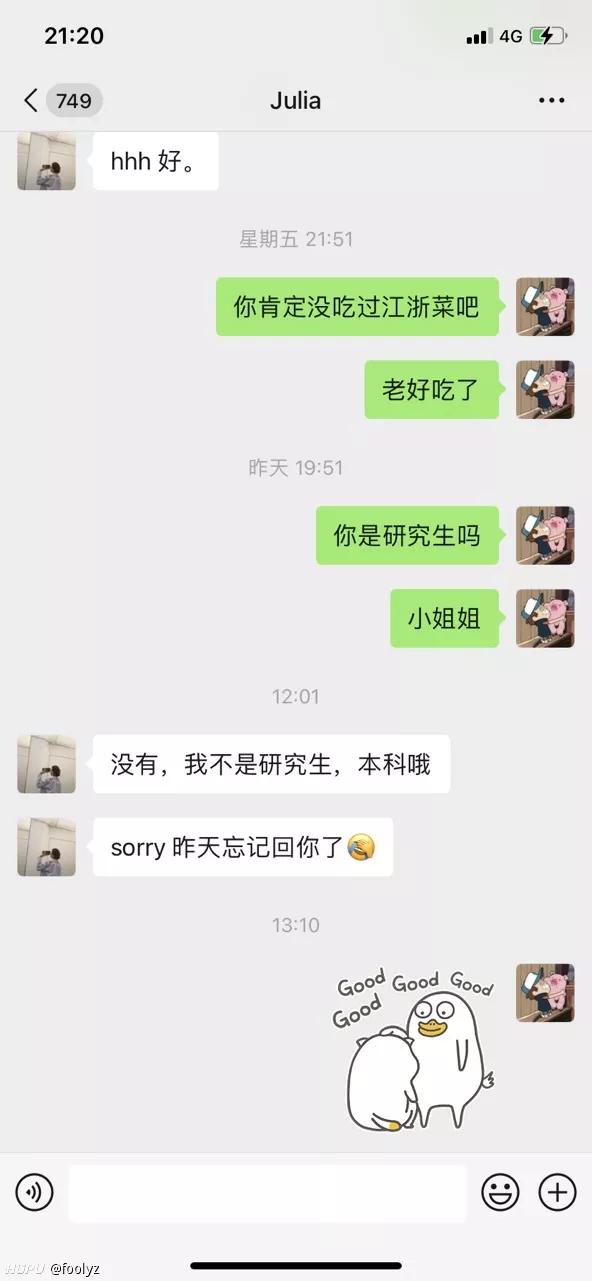 21:20
4G
749
Julia
hhh 好。
星期五 21:51
你肯定没吃过江浙菜吧
老好吃了
昨天 19:51
你是研究生吗
小姐姐
12:01
没有，我不是研究生，本科哦
sorry 昨天忘记回你了
13:10
Good Good Good
Good
HUPU @foolyz